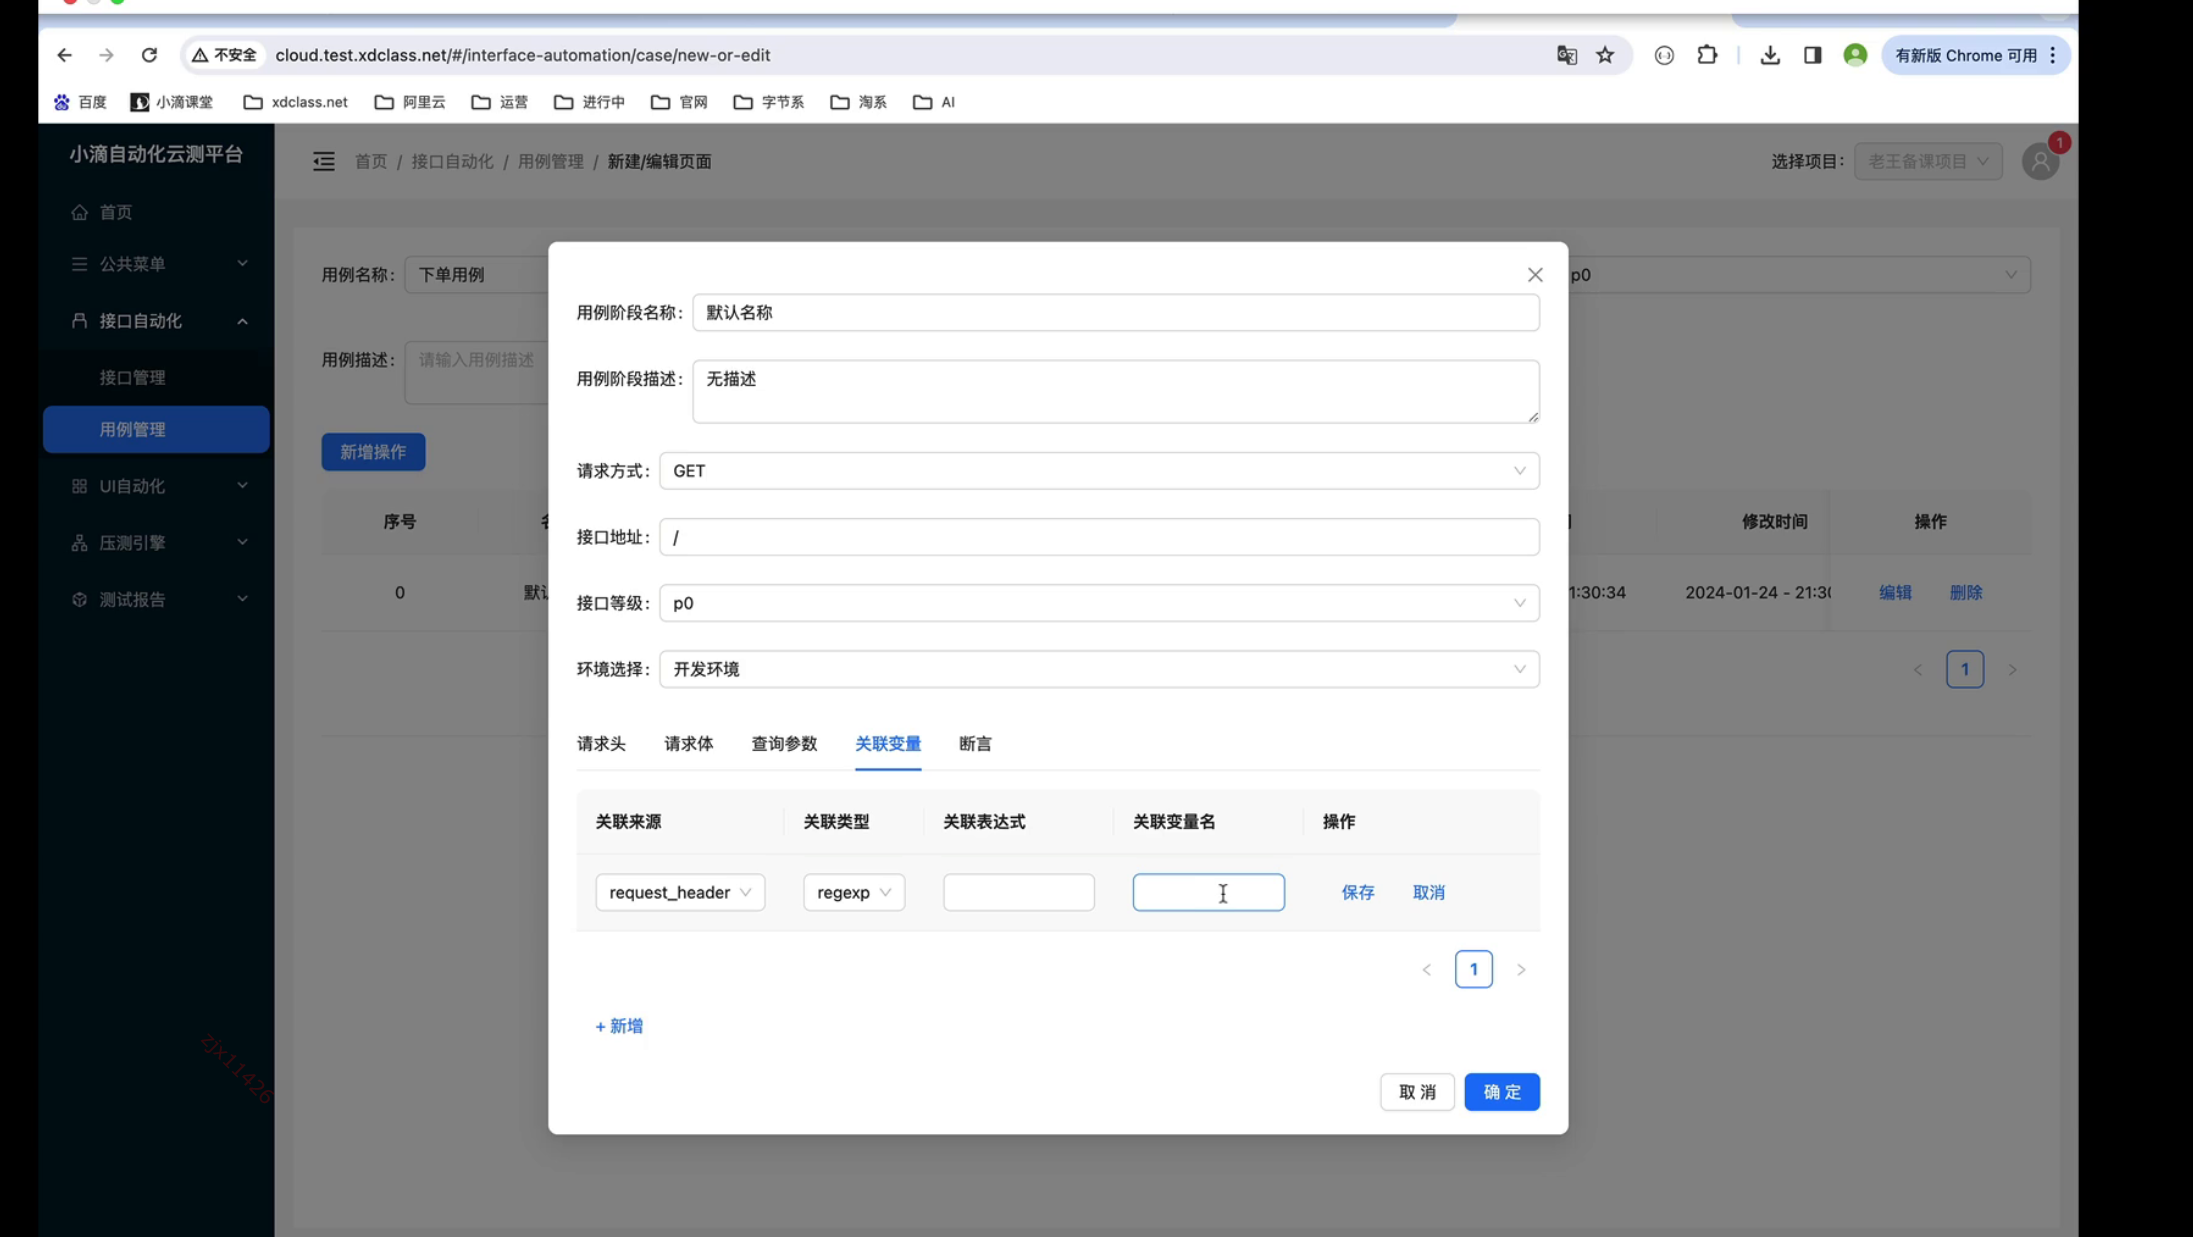 不安全 cloud.test.xdclass.net/#/interface-automation/case/new-or-edit 有新版 Chrome 可用
百度 小滴课堂 xdclass.net 阿里云 运营 进行中 官网 字节系 淘系 AI
小滴自动化云测平台
首页
公共菜单
接口自动化
接口管理
用例管理
UI自动化
压测引擎
测试报告
zjx11426
首页 / 接口自动化 / 用例管理 / 新建/编辑页面
选择项目: 老王备课项目
1
用例名称: 下单用例
p0
用例描述: 请输入用例描述
新增操作
序号 修改时间 操作
0 默认 1:30:34 2024-01-24 - 21:30 编辑 删除
1
用例阶段名称: 默认名称
用例阶段描述: 无描述
请求方式: GET
接口地址: /
接口等级: p0
环境选择: 开发环境
请求头 请求体 查询参数 关联变量 断言
关联来源 关联类型 关联表达式 关联变量名 操作
request_header regexp 保存 取消
1
+ 新增
取 消 确 定